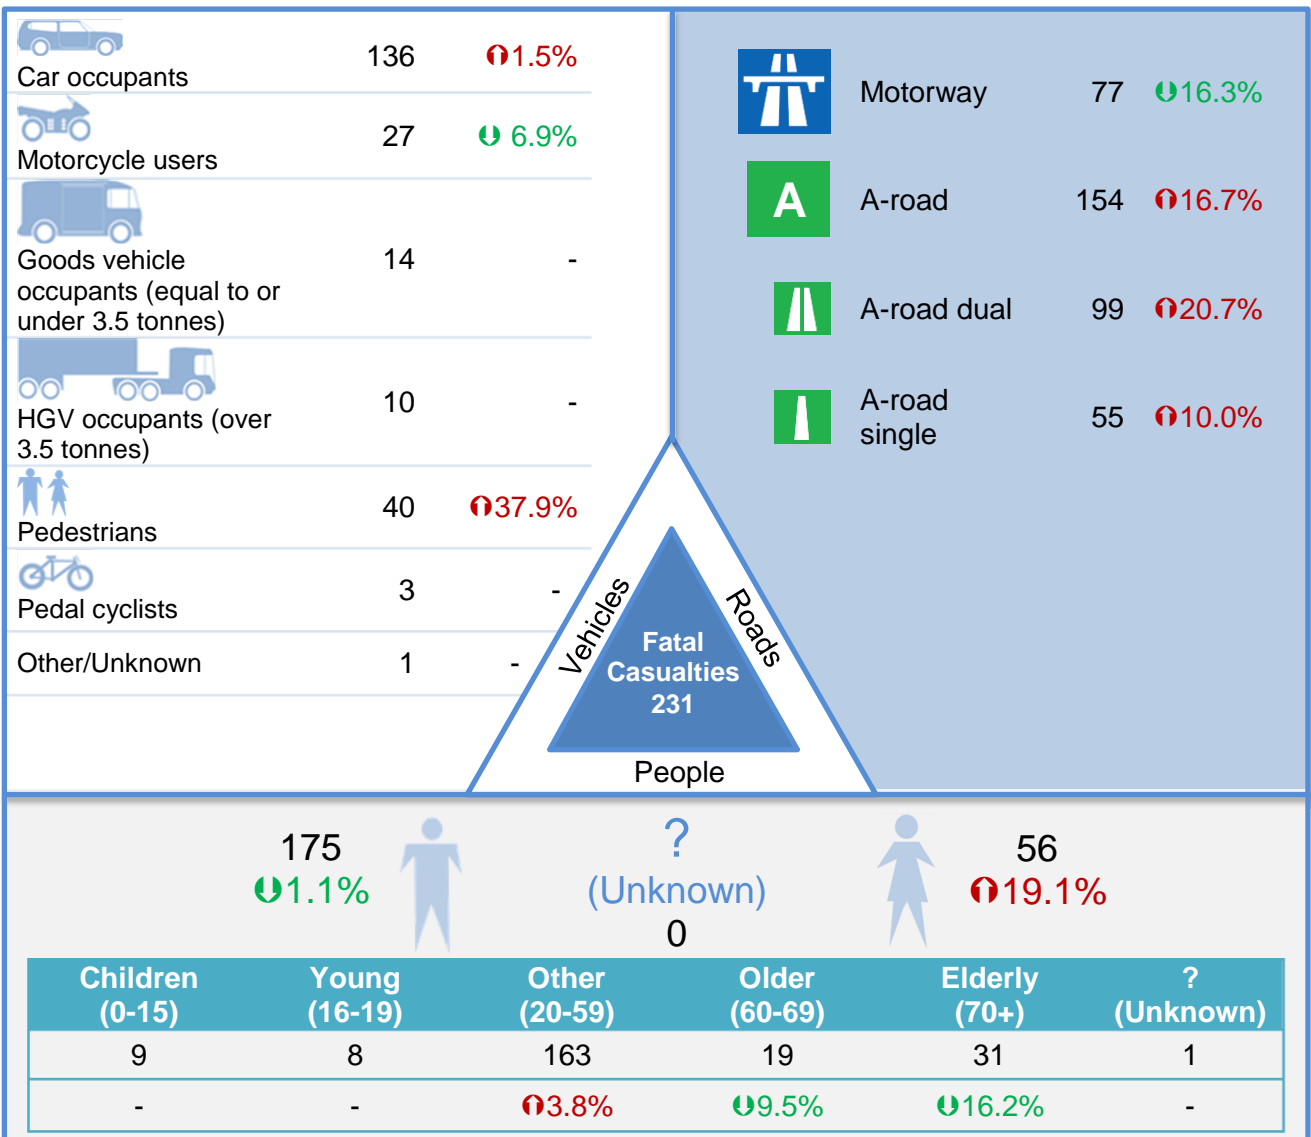 Car occupants 136 1.5%
Motorcycle users 27 6.9%
Goods vehicle
occupants (equal to or
under 3.5 tonnes) 14 -
HGV occupants (over
3.5 tonnes) 10 -
Pedestrians 40 37.9%
Pedal cyclists 3 -
Other/Unknown 1 -
Motorway 77 16.3%
A
A-road 154 16.7%
A-road dual 99 20.7%
A-road
single 55 10.0%
Vehicles
Roads
Fatal
Casualties
231
People
175
1.1%
?
(Unknown)
0
56
19.1%
Children Young Other Older Elderly ?
(0-15) (16-19) (20-59) (60-69) (70+) (Unknown)
9 8 163 19 31 1
- - 3.8% 9.5% 16.2% -